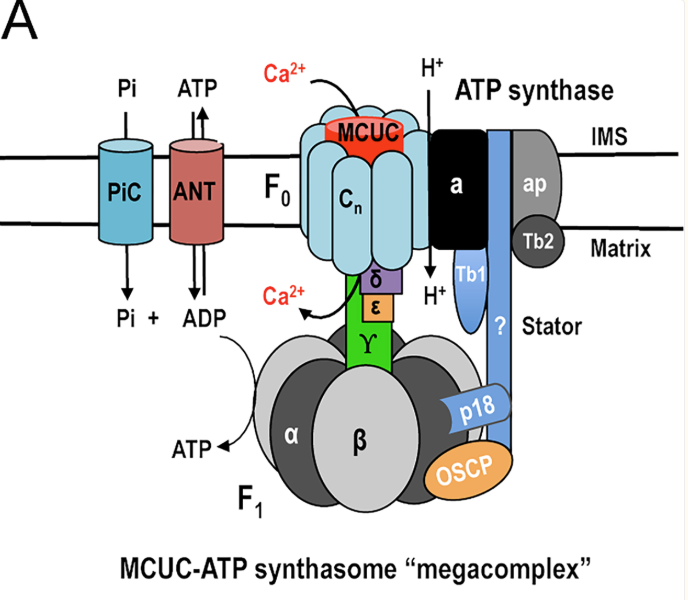 A
Pi
ATP
Ca²⁺
H⁺
ATP synthase
MCUC
IMS
PiC
ANT
F₀
Cₙ
a
ap
Tb2
Matrix
δ
Tb1
Ca²⁺
H⁺
ε
Pi + ADP
?
Stator
ϒ
p18
α
β
ATP
OSCP
F₁
MCUC-ATP synthasome “megacomplex”